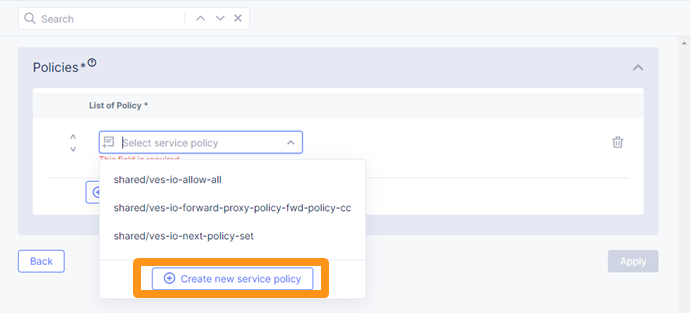 Search
Policies*
List of Policy *
Select service policy
This field is required
shared/ves-io-allow-all
shared/ves-io-forward-proxy-policy-fwd-policy-cc
shared/ves-io-next-policy-set
Create new service policy
Back
Apply